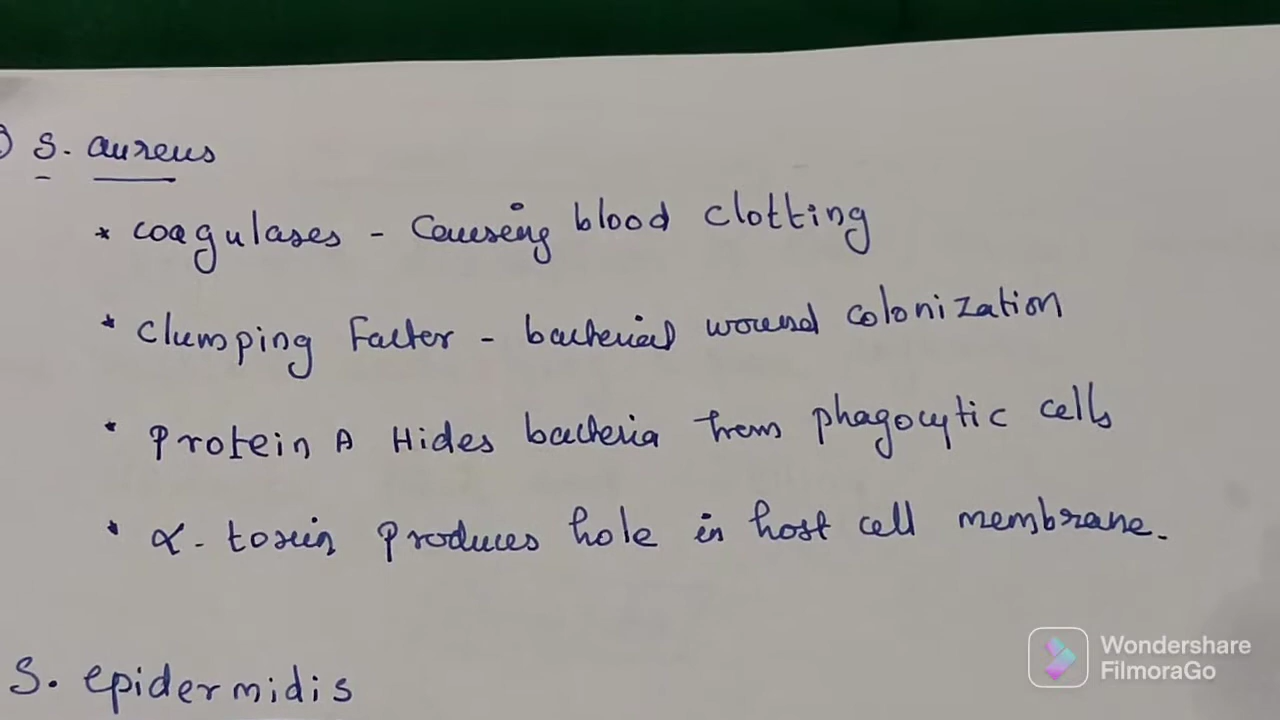 ) S. aureus
* coagulases - Causing blood clotting
* Clumping Factor - bacterial wound colonization
* Protein A Hides bacteria from phagocytic cells
* α- toxin produces hole in host cell membrane.
S. epidermidis
Wondershare
FilmoraGo